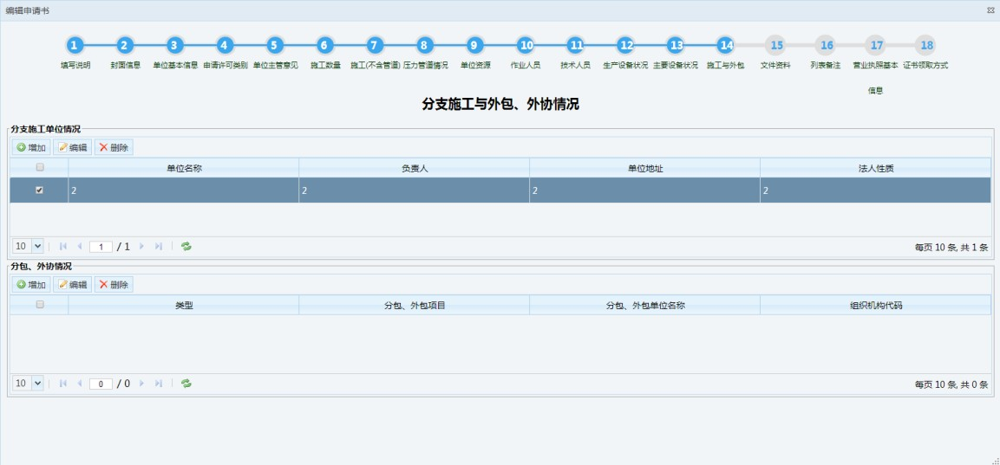 编辑申请书
1 2 3 4 5 6 7 8 9 10 11 12 13 14 15 16 17 18
填写说明 封面信息 单位基本信息 申请许可类别 单位主管意见 施工数量 施工(不含管道) 压力管道情况 单位资源 作业人员 技术人员 生产设备状况 主要设备状况 施工与外包 文件资料 列表备注 营业执照基本 证书领取方式
信息
分支施工与外包、外协情况
分支施工单位情况
增加 编辑 删除
单位名称 负责人 单位地址 法人性质
2 2 2 2
10 1 / 1 每页 10 条, 共 1 条
分包、外协情况
增加 编辑 删除
类型 分包、外包项目 分包、外包单位名称 组织机构代码
10 0 / 0 每页 10 条, 共 0 条